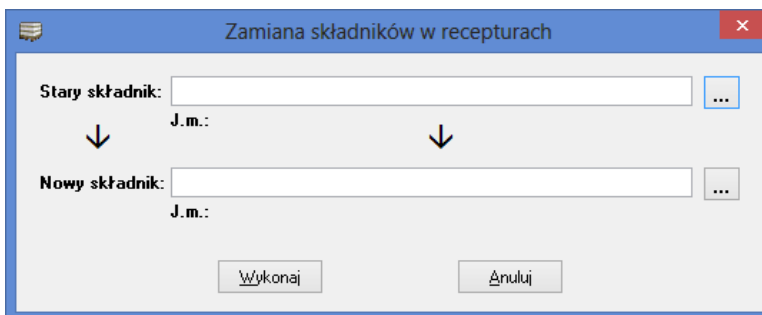 Zamiana składników w recepturach
Stary składnik:
...
J.m.:
Nowy składnik:
...
J.m.:
Wykonaj
Anuluj